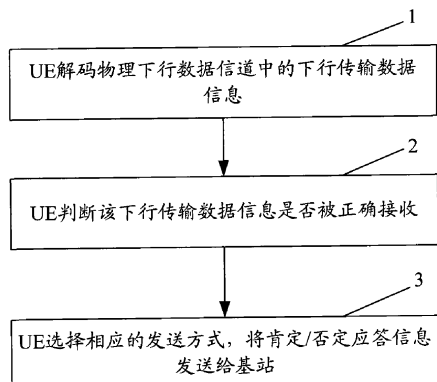 1
UE解码物理下行数据信道中的下行传输数据
信息
2
UE判断该下行传输数据信息是否被正确接收
3
UE选择相应的发送方式，将肯定/否定应答信息
发送给基站